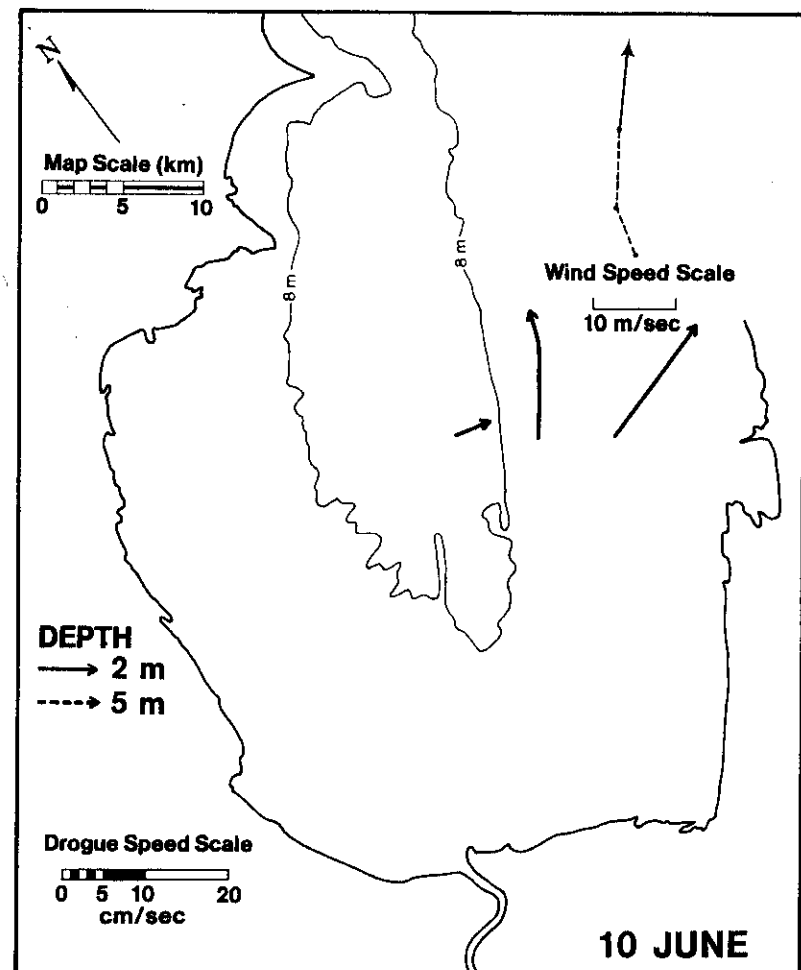 N
Map Scale (km)
0 5 10
8 m
8 m
Wind Speed Scale
10 m/sec
DEPTH
2 m
5 m
Drogue Speed Scale
0 5 10 20
cm/sec
10 JUNE